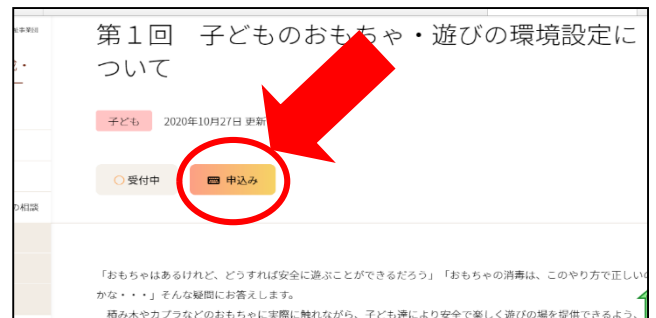 第１回　子どものおもちゃ・遊びの環境設定に
ついて
子ども　2020年10月27日 更新
受付中　申込み
の相談
「おもちゃはあるけれど、どうすれば安全に遊ぶことができるだろう」「おもちゃの消毒は、このやり方で正しい
かな・・・」そんな疑問にお答えします。
積み木やカプラなどのおもちゃに実際に触れながら、子ども達により安全で楽しく遊びの場を提供できるよう、